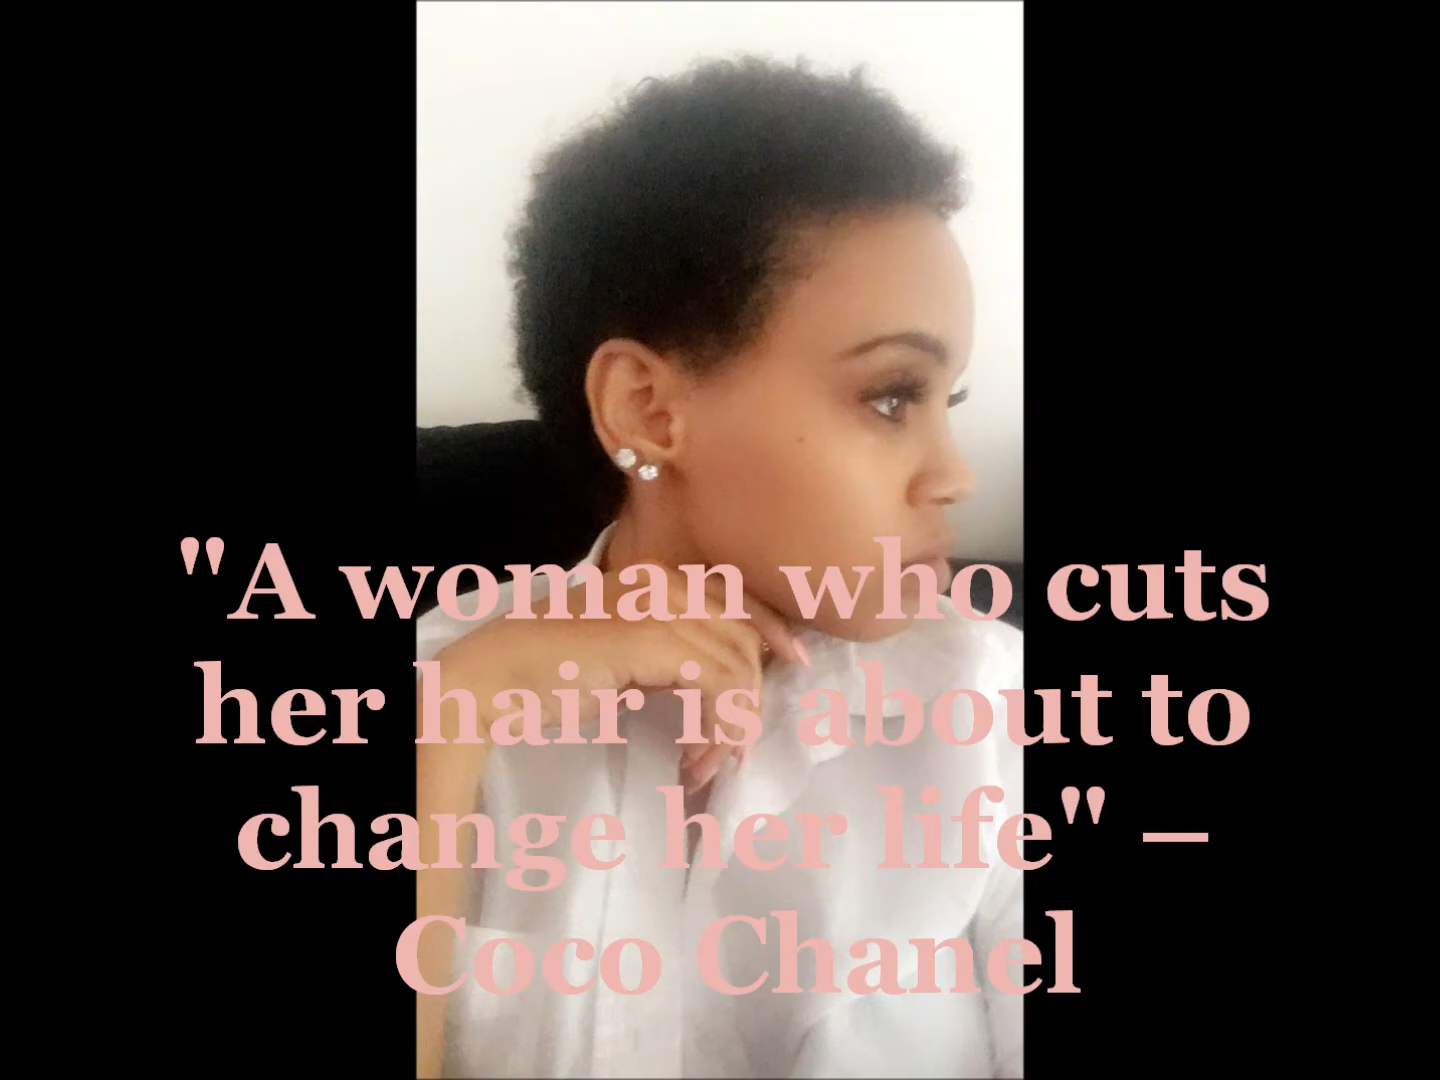 "A woman who cuts
her hair is about to
change her life" –
Coco Chanel